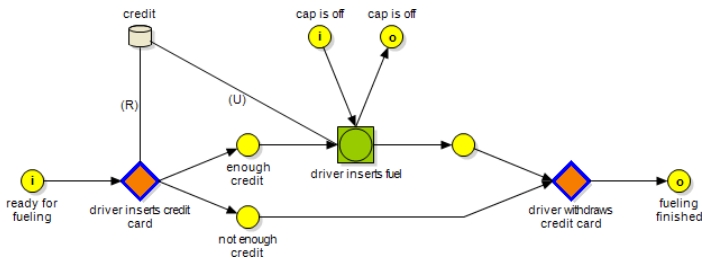 credit
cap is off
cap is off
i
o
(R)
(U)
enough
credit
driver inserts fuel
i
ready for
fueling
driver inserts credit
card
not enough
credit
driver withdraws
credit card
o
fueling
finished